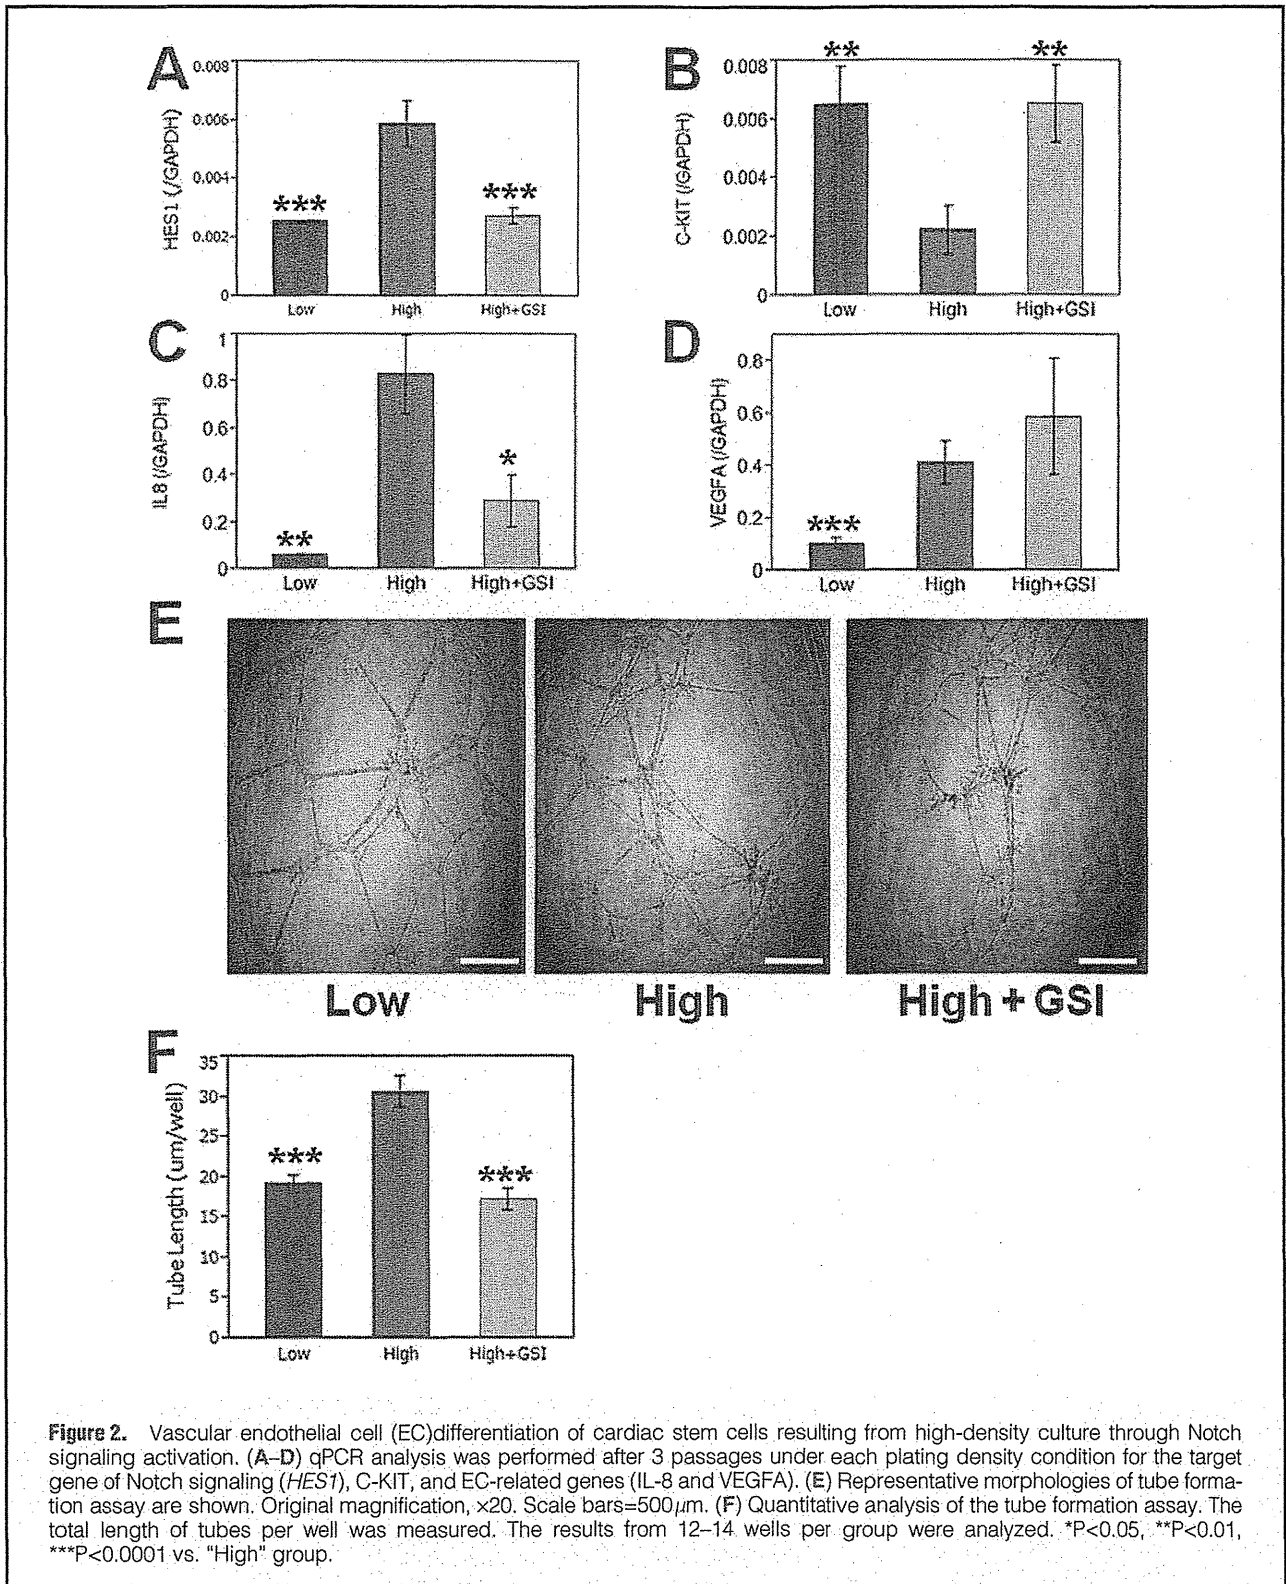 A
0.008
0.006
0.004
0.002
0
HES1 (/GAPDH)
***
***
Low High High+GSI
B
0.008
0.006
0.004
0.002
0
C-KIT (/GAPDH)
**
**
Low High High+GSI
C
1
0.8
0.6
0.4
0.2
0
IL8 (/GAPDH)
**
*
Low High High+GSI
D
0.8
0.6
0.4
0.2
0
VEGFA (/GAPDH)
***
Low High High+GSI
E
Low High High + GSI
F
35
30
25
20
15
10
5
0
Tube Length (um/well)
***
***
Low High High+GSI
Figure 2. Vascular endothelial cell (EC)differentiation of cardiac stem cells resulting from high-density culture through Notch
signaling activation. (A–D) qPCR analysis was performed after 3 passages under each plating density condition for the target
gene of Notch signaling (HES1), C-KIT, and EC-related genes (IL-8 and VEGFA). (E) Representative morphologies of tube forma-
tion assay are shown. Original magnification, ×20. Scale bars=500μm. (F) Quantitative analysis of the tube formation assay. The
total length of tubes per well was measured. The results from 12–14 wells per group were analyzed. *P<0.05, **P<0.01,
***P<0.0001 vs. "High" group.